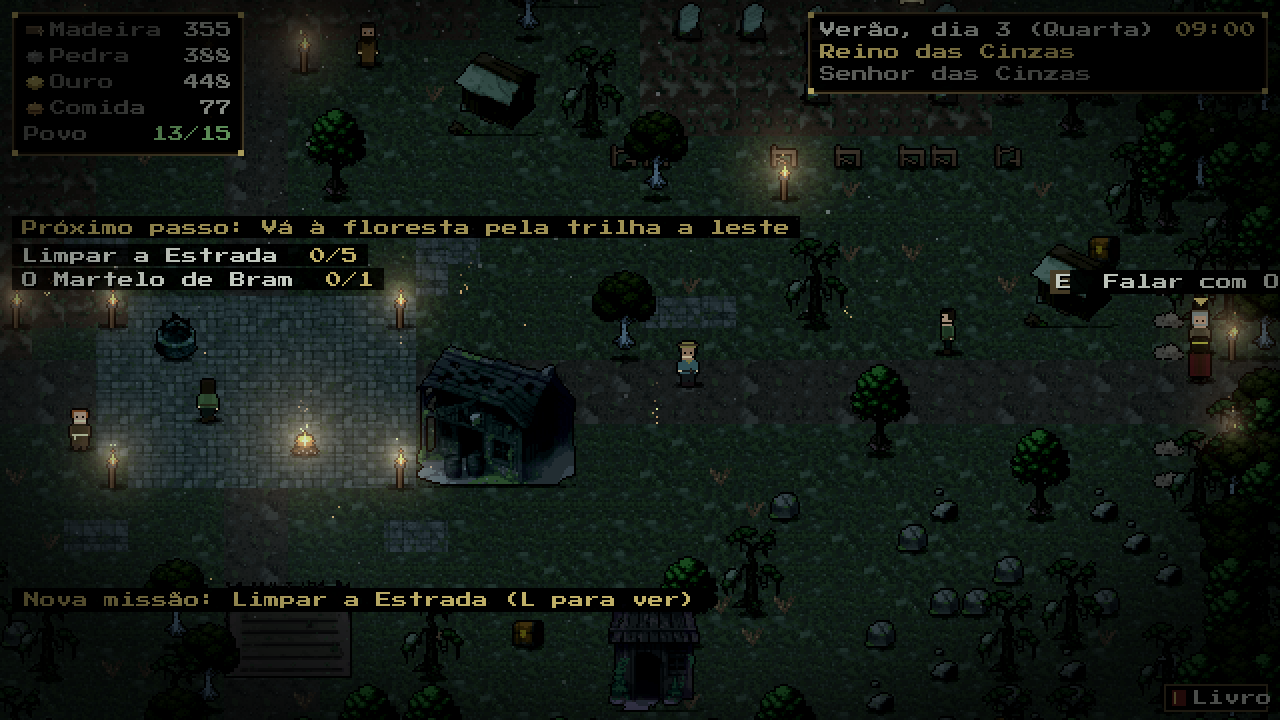 Madeira 355
Pedra 388
Ouro 448
Comida 77
Povo 13/15
Verão, dia 3 (Quarta) 09:00
Reino das Cinzas
Senhor das Cinzas
Próximo passo: Vá à floresta pela trilha a leste
Limpar a Estrada 0/5
O Martelo de Bram 0/1
E Falar com O
Nova missão: Limpar a Estrada (L para ver)
Livro